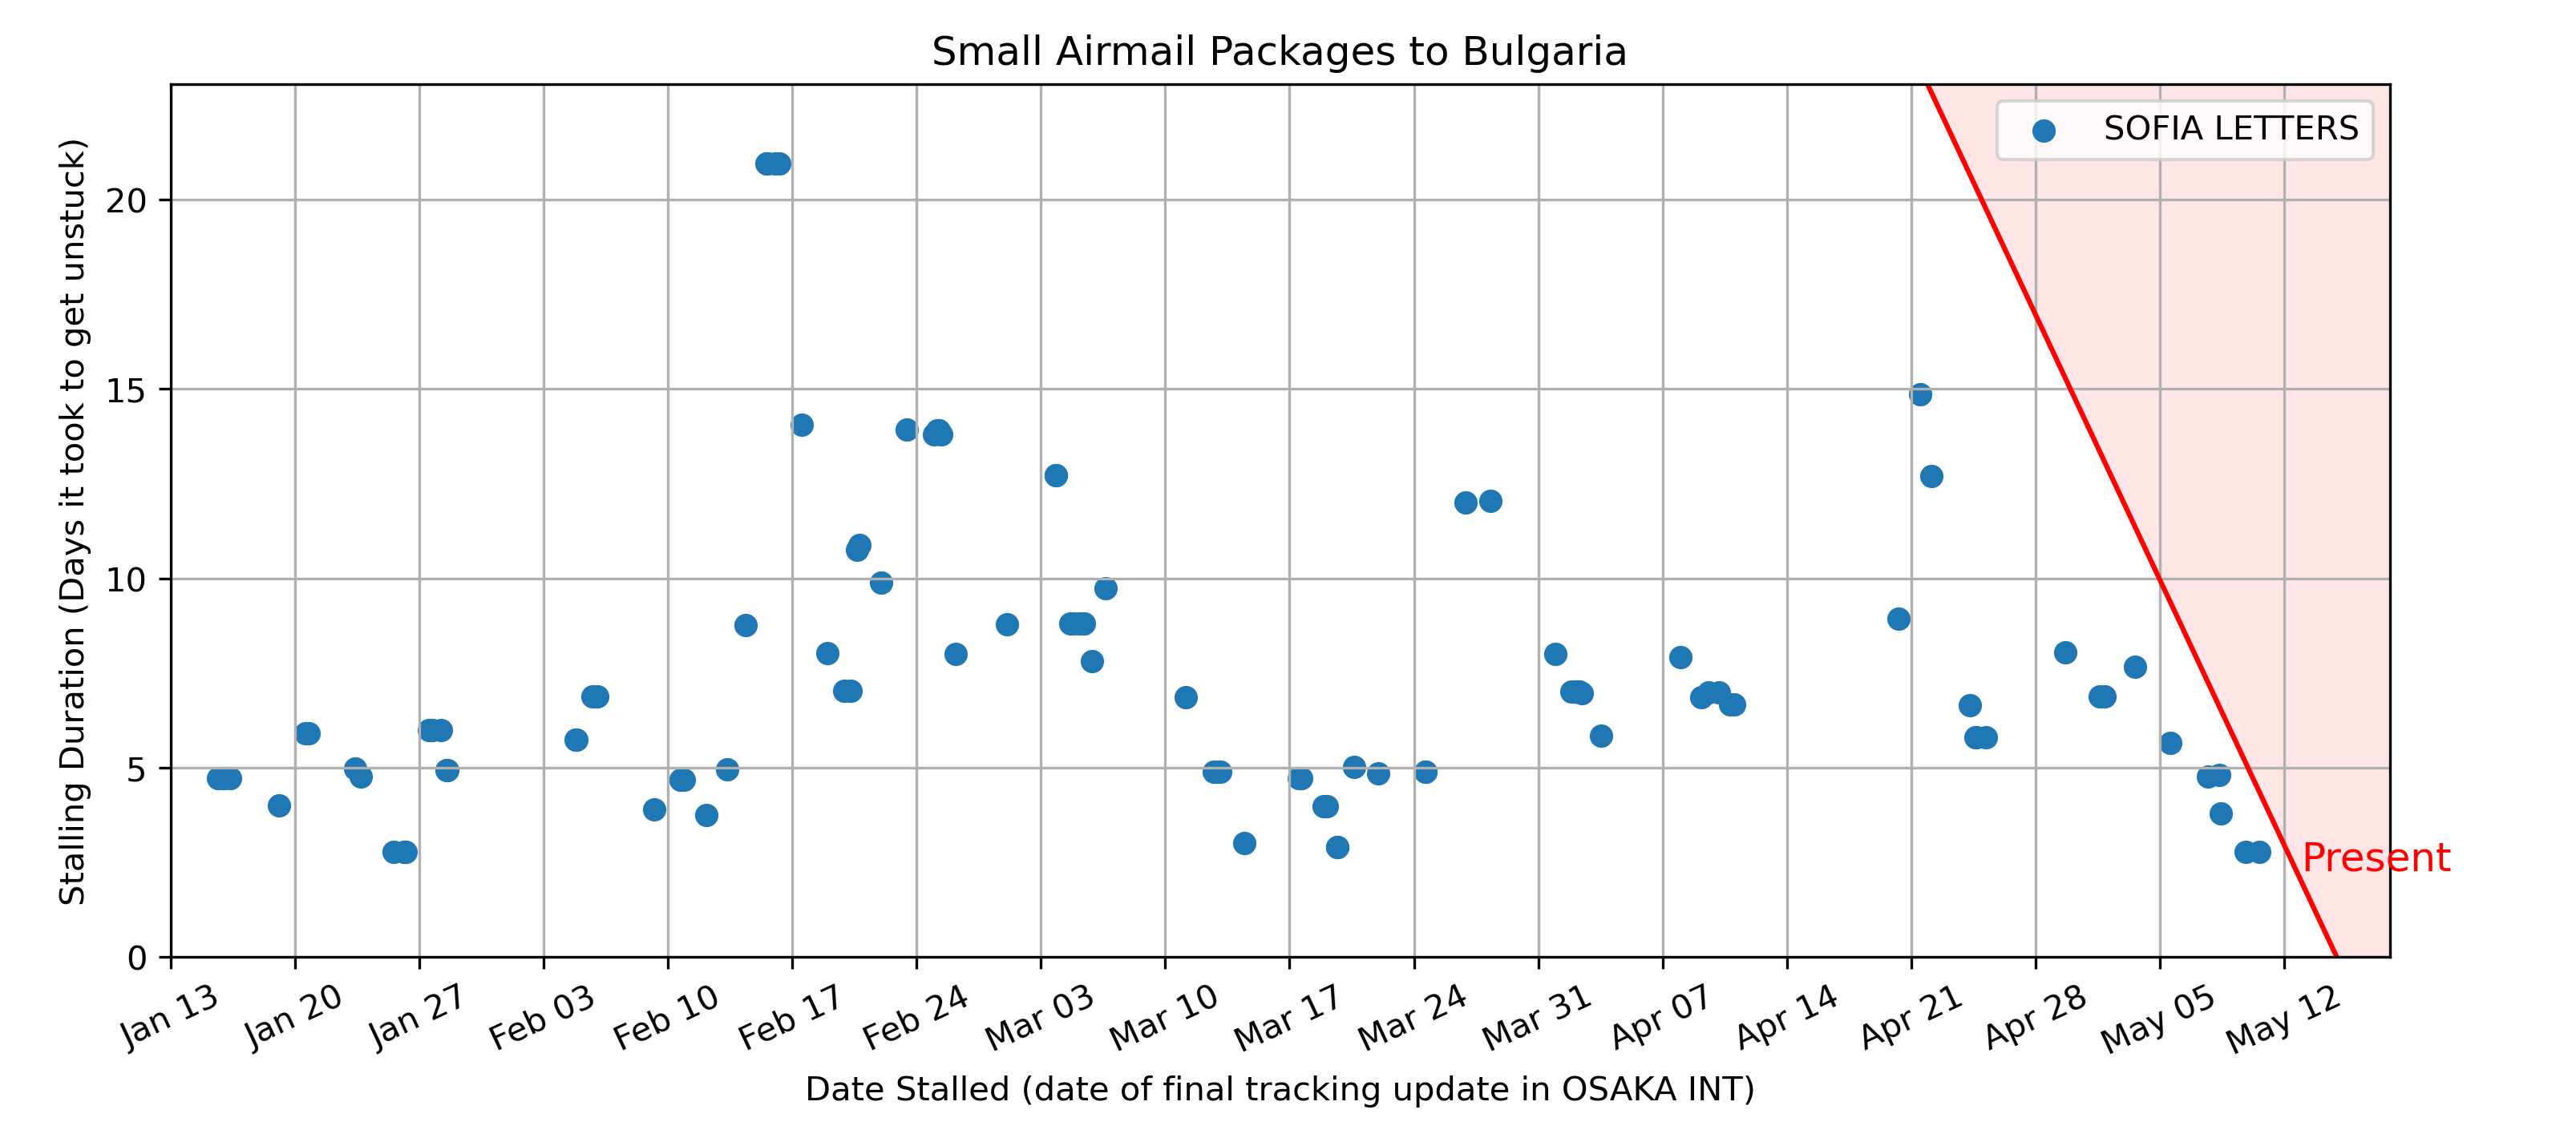 Small Airmail Packages to Bulgaria
SOFIA LETTERS
Stalling Duration (Days it took to get unstuck)
20
15
10
5
0
Present
Jan 13
Jan 20
Jan 27
Feb 03
Feb 10
Feb 17
Feb 24
Mar 03
Mar 10
Mar 17
Mar 24
Mar 31
Apr 07
Apr 14
Apr 21
Apr 28
May 05
May 12
Date Stalled (date of final tracking update in OSAKA INT)